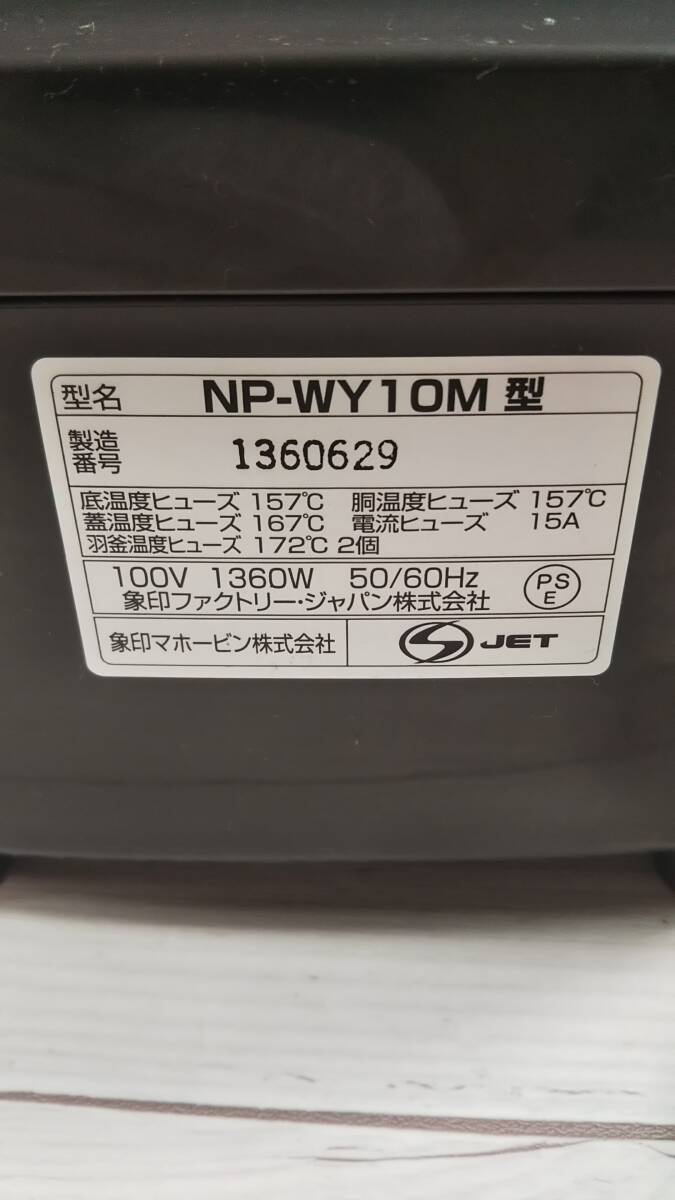 型名 NP-WY10M 型
製造
番号 1360629
底温度ヒューズ 157℃ 胴温度ヒューズ 157℃
蓋温度ヒューズ 167℃ 電流ヒューズ 15A
羽釜温度ヒューズ 172℃ 2個
100V 1360W 50/60Hz
象印ファクトリー・ジャパン株式会社
PS
E
象印マホービン株式会社 S JET